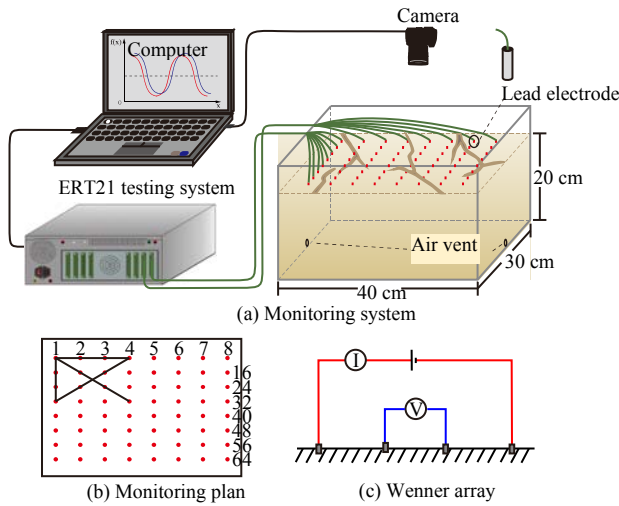 Camera
f(x)
Computer
0
x
Lead electrode
ERT21 testing system
20 cm
Air vent
30 cm
40 cm
(a) Monitoring system
1 2 3 4 5 6 7 8
16
24
32
40
48
56
64
I
V
(b) Monitoring plan
(c) Wenner array